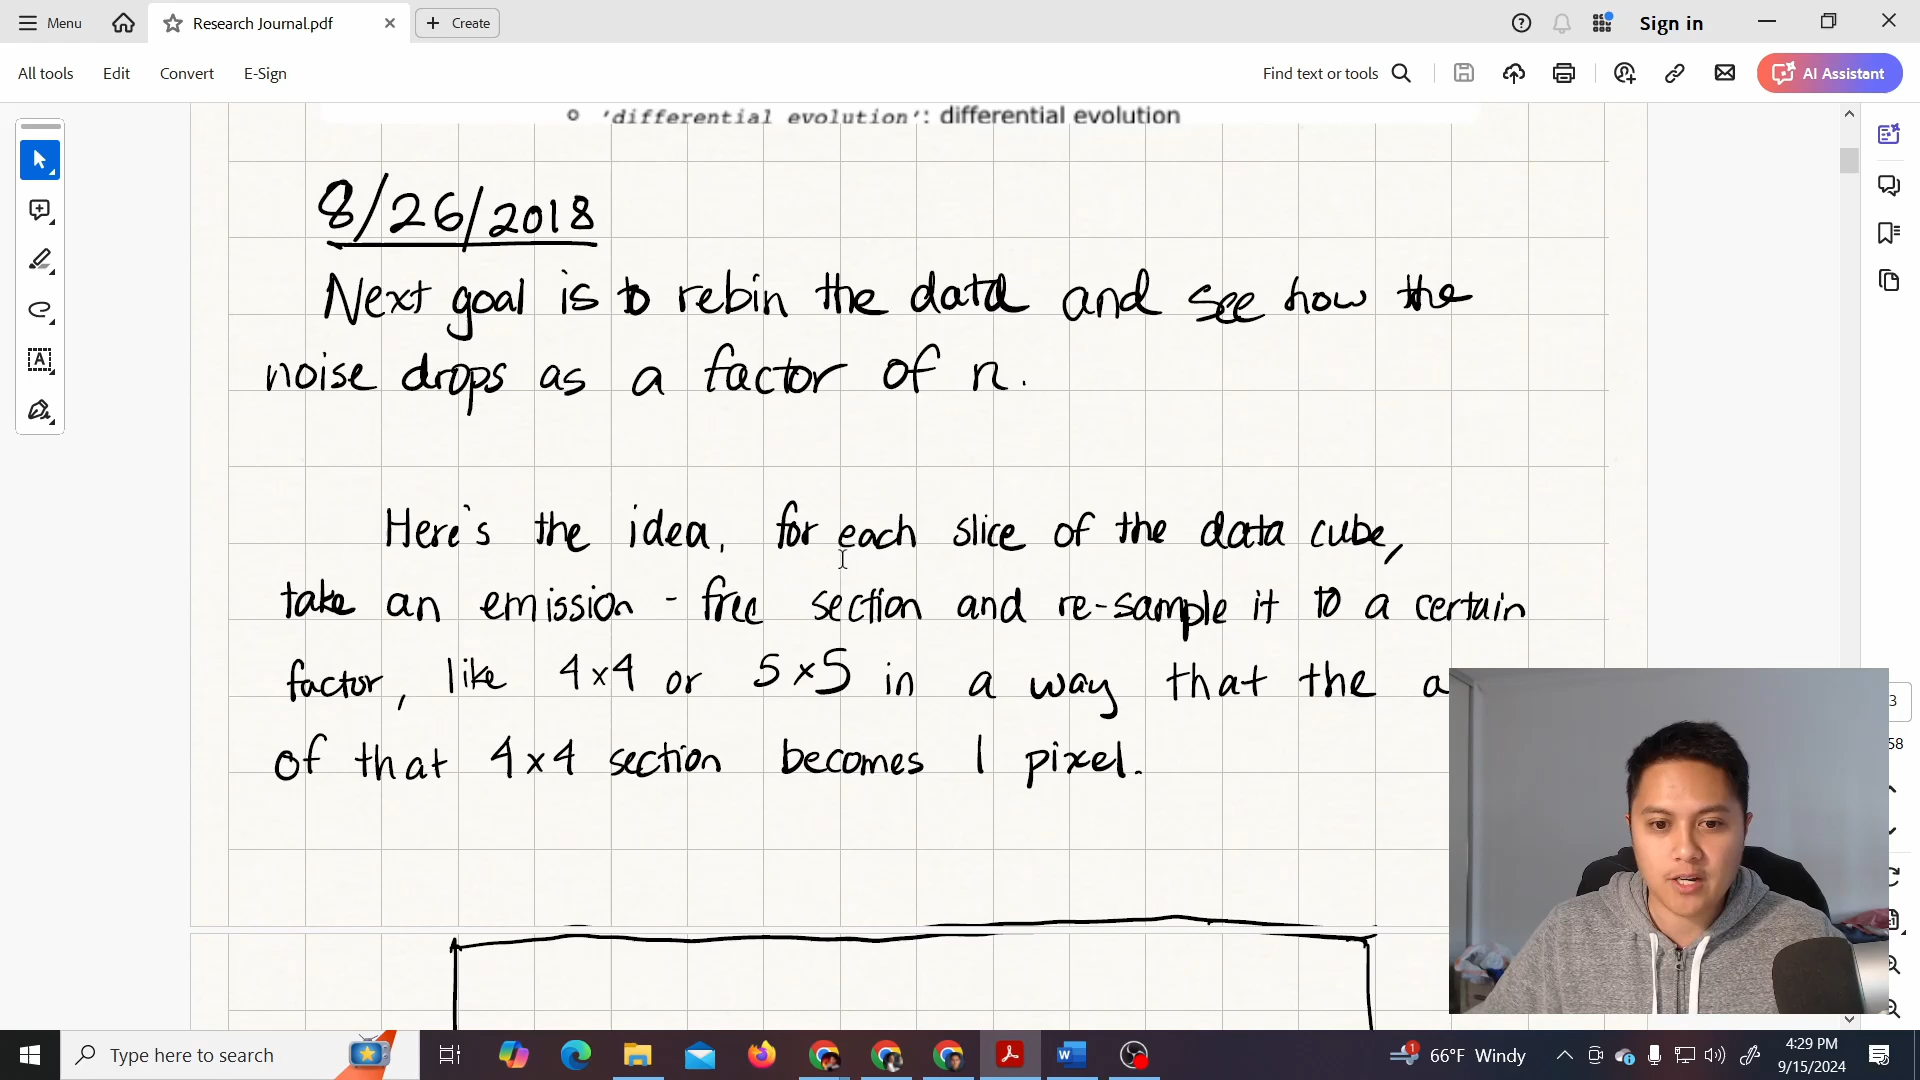 Menu
Research Journal.pdf
Create
Sign in
All tools
Edit
Convert
E-Sign
Find text or tools
AI Assistant
'differential evolution': differential evolution
8/26/2018
Next goal is to rebin the data and see how the
noise drops as a factor of n.
Here's the idea, for each slice of the data cube,
take an emission-free section and re-sample it to a certain
factor, like 4x4 or 5x5 in a way that the
of that 4x4 section becomes 1 pixel.
3
58
Type here to search
1
66°F Windy
4:29 PM
9/15/2024